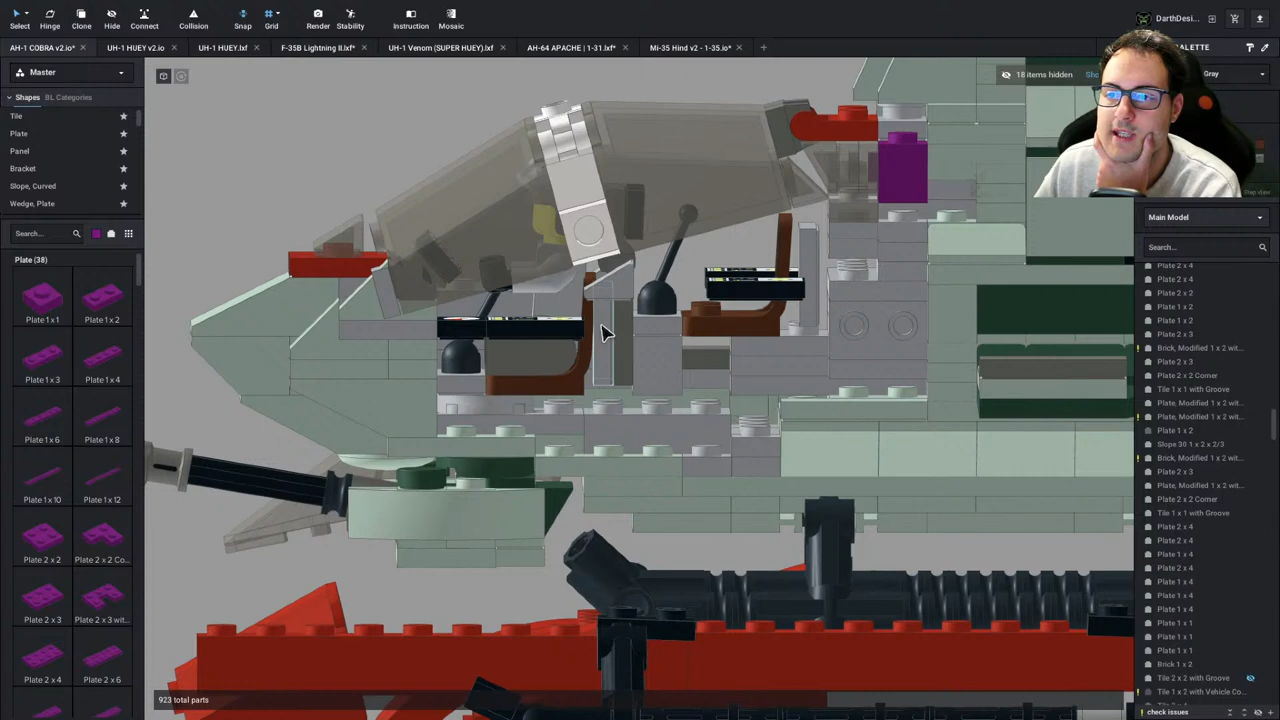 Select Hinge Clone Hide Connect Collision Snap Grid Render Stability Instruction Mosaic
DarthDesi...
AH-1 COBRA v2.io* UH-1 HUEY v2.io UH-1 HUEY.lxf F-35B Lightning II.lxf* UH-1 Venom (SUPER HUEY).lxf AH-64 APACHE | 1-31.lxf* Mi-35 Hind v2 - 1-35.io*
Master
18 items hidden
Gray
Shapes BL Categories
Tile
Plate
Panel
Bracket
Slope, Curved
Wedge, Plate
Search...
Plate (38)
Plate 1 x 1 Plate 1 x 2
Plate 1 x 3 Plate 1 x 4
Plate 1 x 6 Plate 1 x 8
Plate 1 x 10 Plate 1 x 12
Plate 2 x 2 Plate 2 x 2 Co...
Plate 2 x 3 Plate 2 x 3 wit...
Plate 2 x 4 Plate 2 x 6
923 total parts
Main Model
Search...
Plate 2 x 4
Plate 2 x 4
Plate 2 x 2
Plate 1 x 2
Plate 1 x 2
Plate 2 x 3
Brick, Modified 1 x 2 wit...
Plate 2 x 3
Plate 2 x 2 Corner
Tile 1 x 1 with Groove
Plate, Modified 1 x 2 wit...
Plate, Modified 1 x 2 wit...
Plate 1 x 2
Slope 30 1 x 2 x 2/3
Brick, Modified 1 x 2 wit...
Plate 2 x 3
Plate, Modified 1 x 2 wit...
Plate 2 x 2 Corner
Tile 1 x 1 with Groove
Plate 2 x 4
Plate 1 x 4
Plate 1 x 4
Plate 2 x 4
Plate 1 x 4
Plate 1 x 4
Plate 1 x 4
Plate 1 x 1
Plate 1 x 1
Plate 1 x 1
Brick 1 x 2
Tile 2 x 2 with Groove
Tile 1 x 2 with Vehicle Co...
check issues